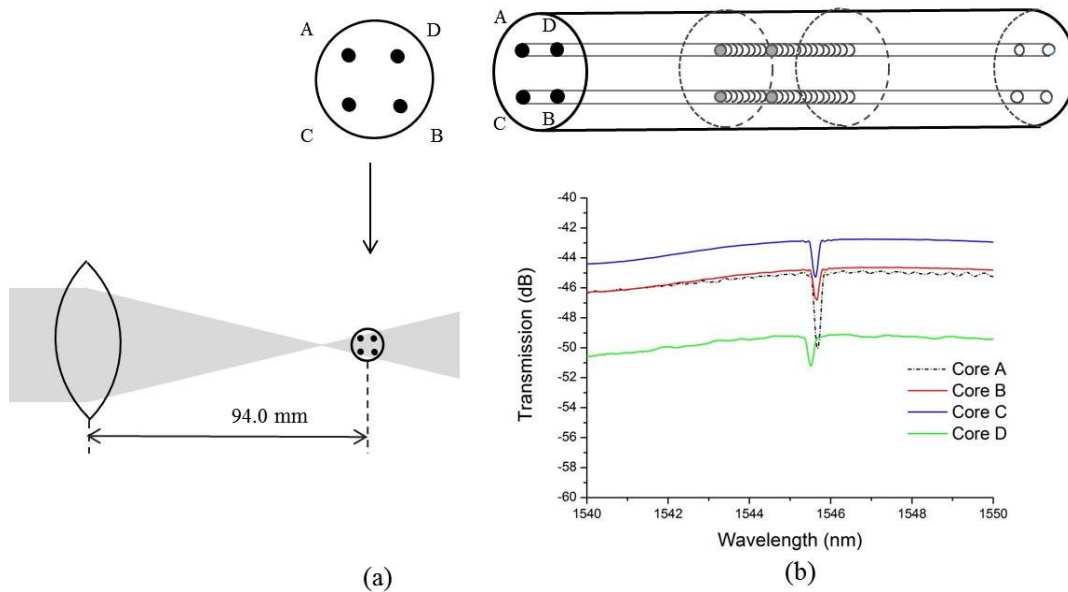 A D
C B
94.0 mm
(a)
A D
C B
-40
-42
-44
-46
-48
-50
-52
-54
-56
-58
-60
Transmission (dB)
Core A
Core B
Core C
Core D
1540 1542 1544 1546 1548 1550
Wavelength (nm)
(b)